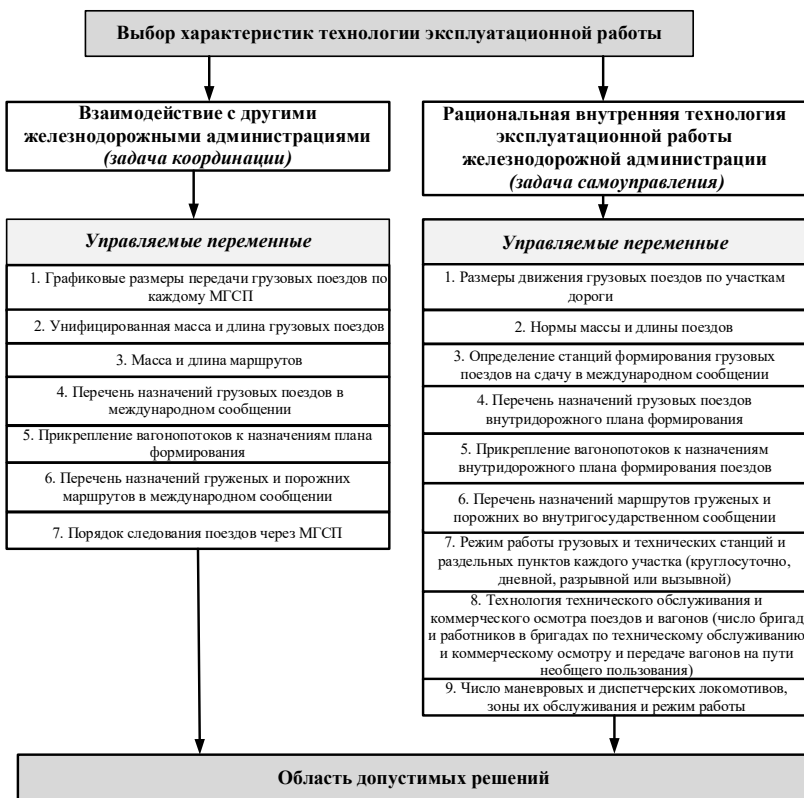 Выбор характеристик технологии эксплуатационной работы
Взаимодействие с другими
железнодорожными администрациями
(задача координации)
Управляемые переменные
1. Графиковые размеры передачи грузовых поездов по
каждому МГСП
2. Унифицированная масса и длина грузовых поездов
3. Масса и длина маршрутов
4. Перечень назначений грузовых поездов в
международном сообщении
5. Прикрепление вагонопотоков к назначениям плана
формирования
6. Перечень назначений груженых и порожних
маршрутов в международном сообщении
7. Порядок следования поездов через МГСП
Рациональная внутренняя технология
эксплуатационной работы
железнодорожной администрации
(задача самоуправления)
Управляемые переменные
1. Размеры движения грузовых поездов по участкам
дороги
2. Нормы массы и длины поездов
3. Определение станций формирования грузовых
поездов на сдачу в международном сообщении
4. Перечень назначений грузовых поездов
внутридорожного плана формирования
5. Прикрепление вагонопотоков к назначениям
внутридорожного плана формирования поездов
6. Перечень назначений маршрутов груженых и
порожних во внутригосударственном сообщении
7. Режим работы грузовых и технических станций и
раздельных пунктов каждого участка (круглосуточно,
дневной, разрывной или вызывной)
8. Технология технического обслуживания и
коммерческого осмотра поездов и вагонов (число бригад
и работников в бригадах по техническому обслуживанию
и коммерческому осмотру и передаче вагонов на пути
необщего пользования)
9. Число маневровых и диспетчерских локомотивов,
зоны их обслуживания и режим работы
Область допустимых решений